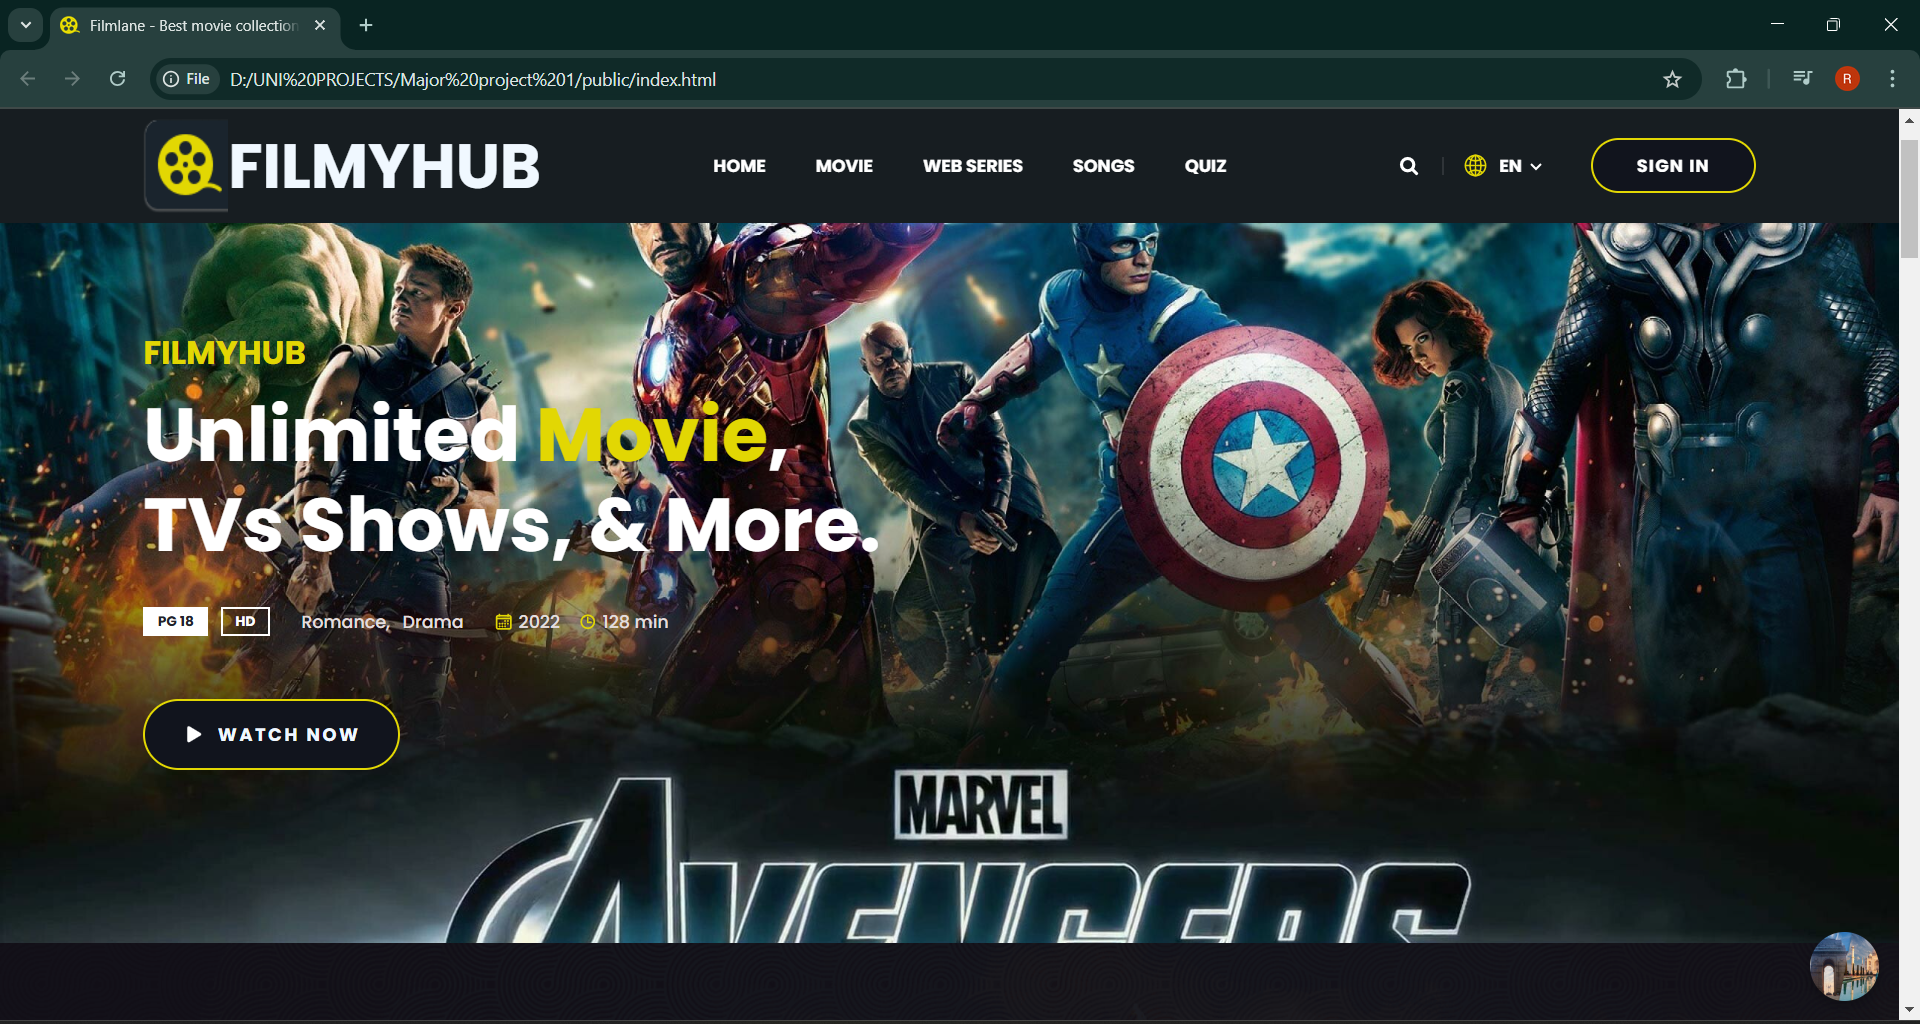 Filmlane - Best movie collection
File D:/UNI%20PROJECTS/Major%20project%201/public/index.html
R
FILMYHUB HOME MOVIE WEB SERIES SONGS QUIZ EN SIGN IN
FILMYHUB
Unlimited Movie,
TVs Shows, & More.
PG 18 HD Romance, Drama 2022 128 min
WATCH NOW
MARVEL
AVENGERS